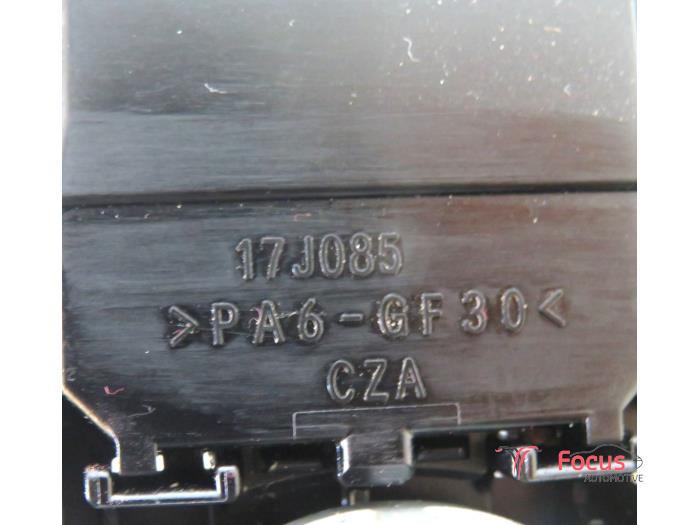 17J085
>PA6-GF30<
CZA
Focus
AUTOMOTIVE